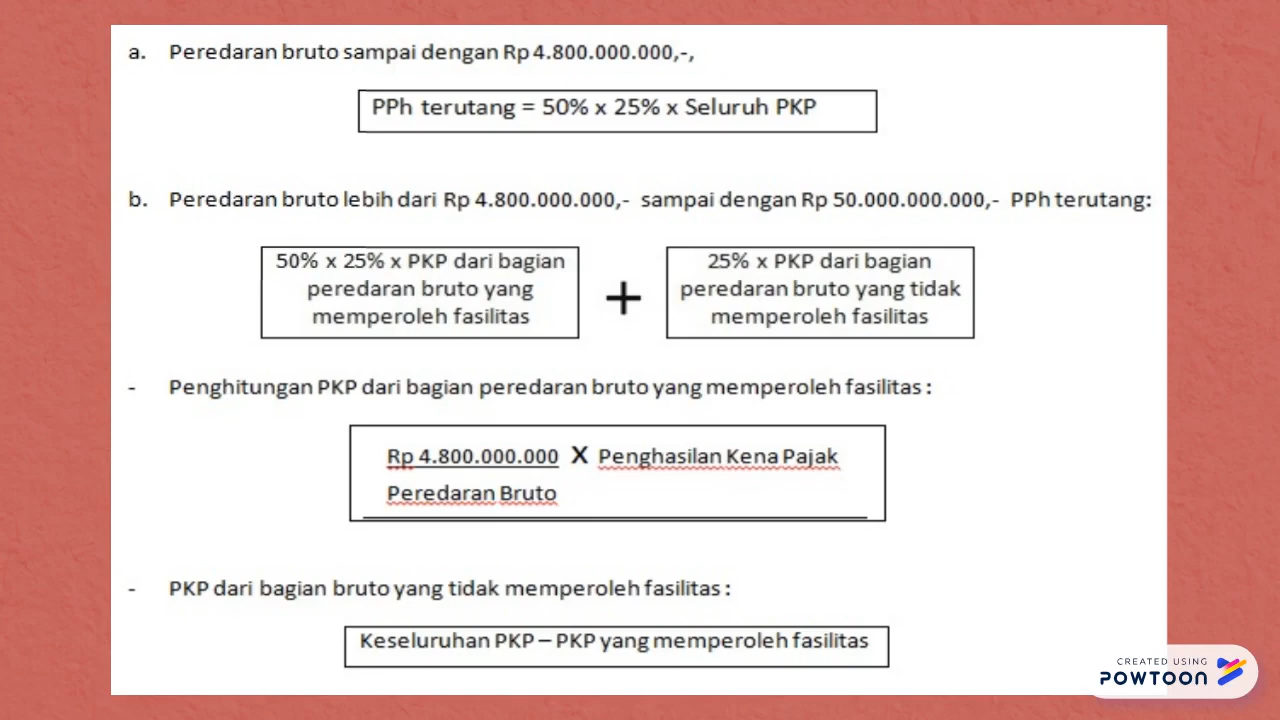 a. Peredaran bruto sampai dengan Rp 4.800.000.000,-,
PPh terutang = 50% x 25% x Seluruh PKP
b. Peredaran bruto lebih dari Rp 4.800.000.000,- sampai dengan Rp 50.000.000.000,- PPh terutang:
50% x 25% x PKP dari bagian
peredaran bruto yang
memperoleh fasilitas
+
25% x PKP dari bagian
peredaran bruto yang tidak
memperoleh fasilitas
- Penghitungan PKP dari bagian peredaran bruto yang memperoleh fasilitas :
Rp 4.800.000.000 X Penghasilan Kena Pajak
Peredaran Bruto
- PKP dari bagian bruto yang tidak memperoleh fasilitas :
Keseluruhan PKP – PKP yang memperoleh fasilitas
CREATED USING
POWTOON